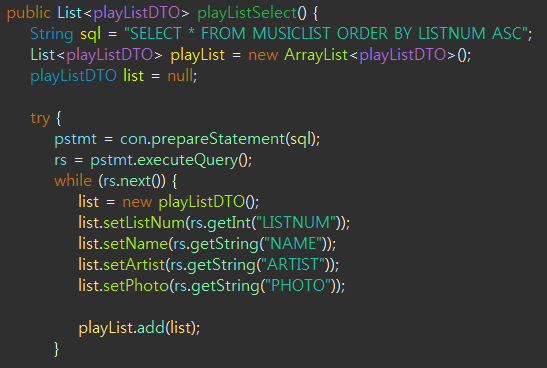 public List<playListDTO> playListSelect() {
String sql = "SELECT * FROM MUSICLIST ORDER BY LISTNUM ASC";
List<playListDTO> playList = new ArrayList<playListDTO>();
playListDTO list = null;
try {
pstmt = con.prepareStatement(sql);
rs = pstmt.executeQuery();
while (rs.next()) {
list = new playListDTO();
list.setListNum(rs.getInt("LISTNUM"));
list.setName(rs.getString("NAME"));
list.setArtist(rs.getString("ARTIST"));
list.setPhoto(rs.getString("PHOTO"));
playList.add(list);
}